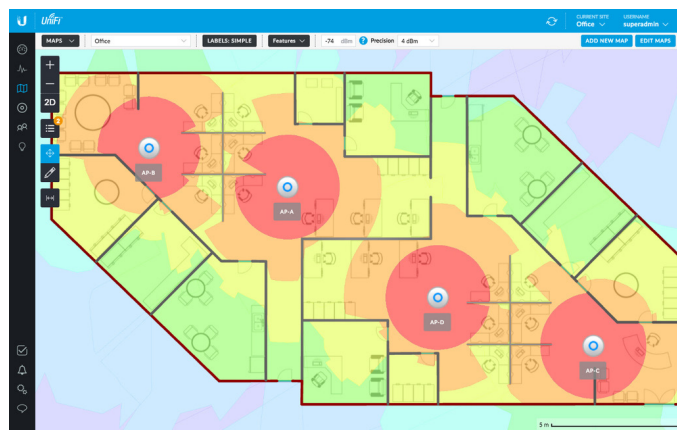 U UniFi
CURRENT SITE
Office
USERNAME
superadmin
MAPS
Office
LABELS: SIMPLE
Features
-74 dBm
? Precision
4 dBm
ADD NEW MAP
EDIT MAPS
+
−
2D
2
AP-B
AP-A
AP-D
AP-C
5 m